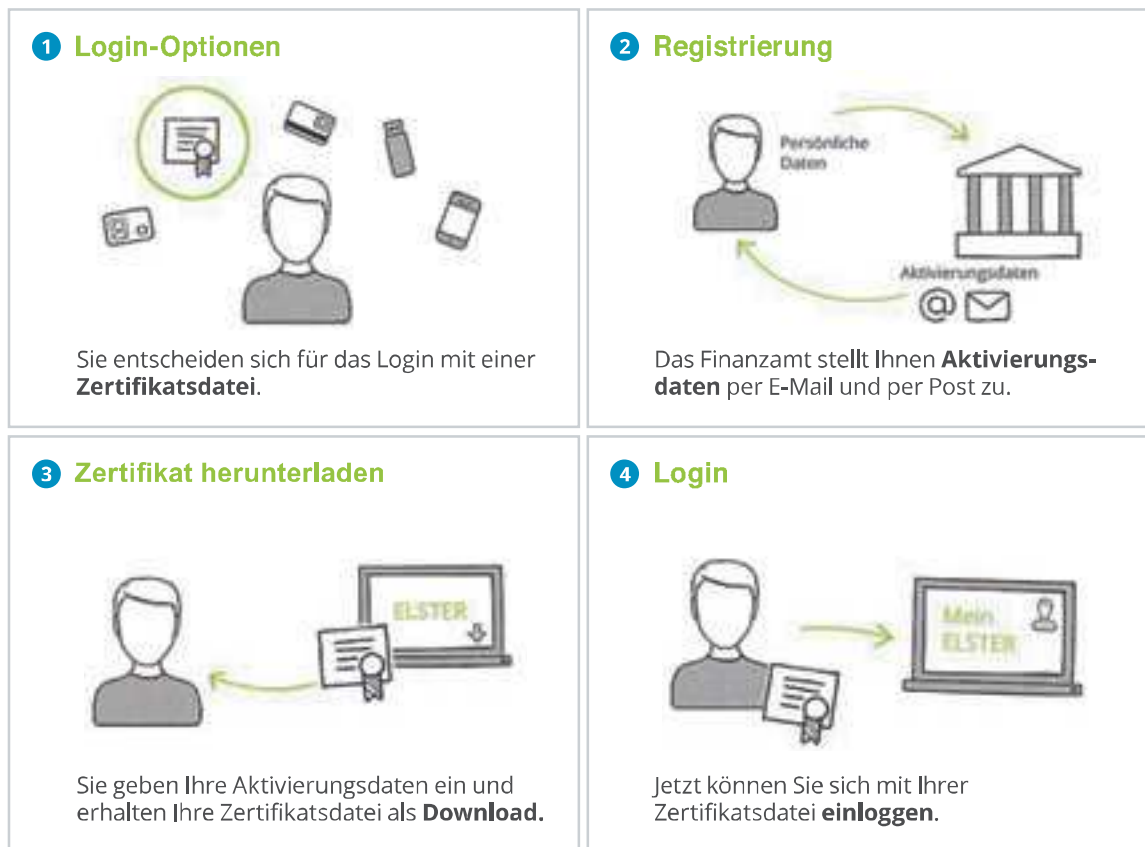 1 Login-Optionen
Sie entscheiden sich für das Login mit einer
Zertifikatsdatei.
2 Registrierung
Persönliche
Daten
Aktivierungsdaten
@
Das Finanzamt stellt Ihnen Aktivierungs-
daten per E-Mail und per Post zu.
3 Zertifikat herunterladen
ELSTER
Sie geben Ihre Aktivierungsdaten ein und
erhalten Ihre Zertifikatsdatei als Download.
4 Login
Mein
ELSTER
Jetzt können Sie sich mit Ihrer
Zertifikatsdatei einloggen.